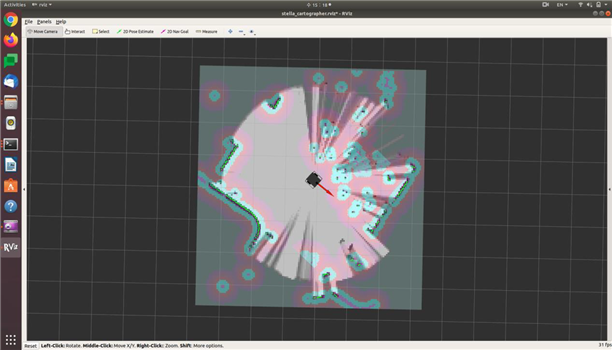 Activities
RViz
15 : 18
EN
stella_cartographer.rviz* - RViz
File Panels Help
Move Camera Interact Select 2D Pose Estimate 2D Nav Goal Measure
RViz
Reset Left-Click: Rotate. Middle-Click: Move X/Y. Right-Click: Zoom. Shift: More options. 31 fps